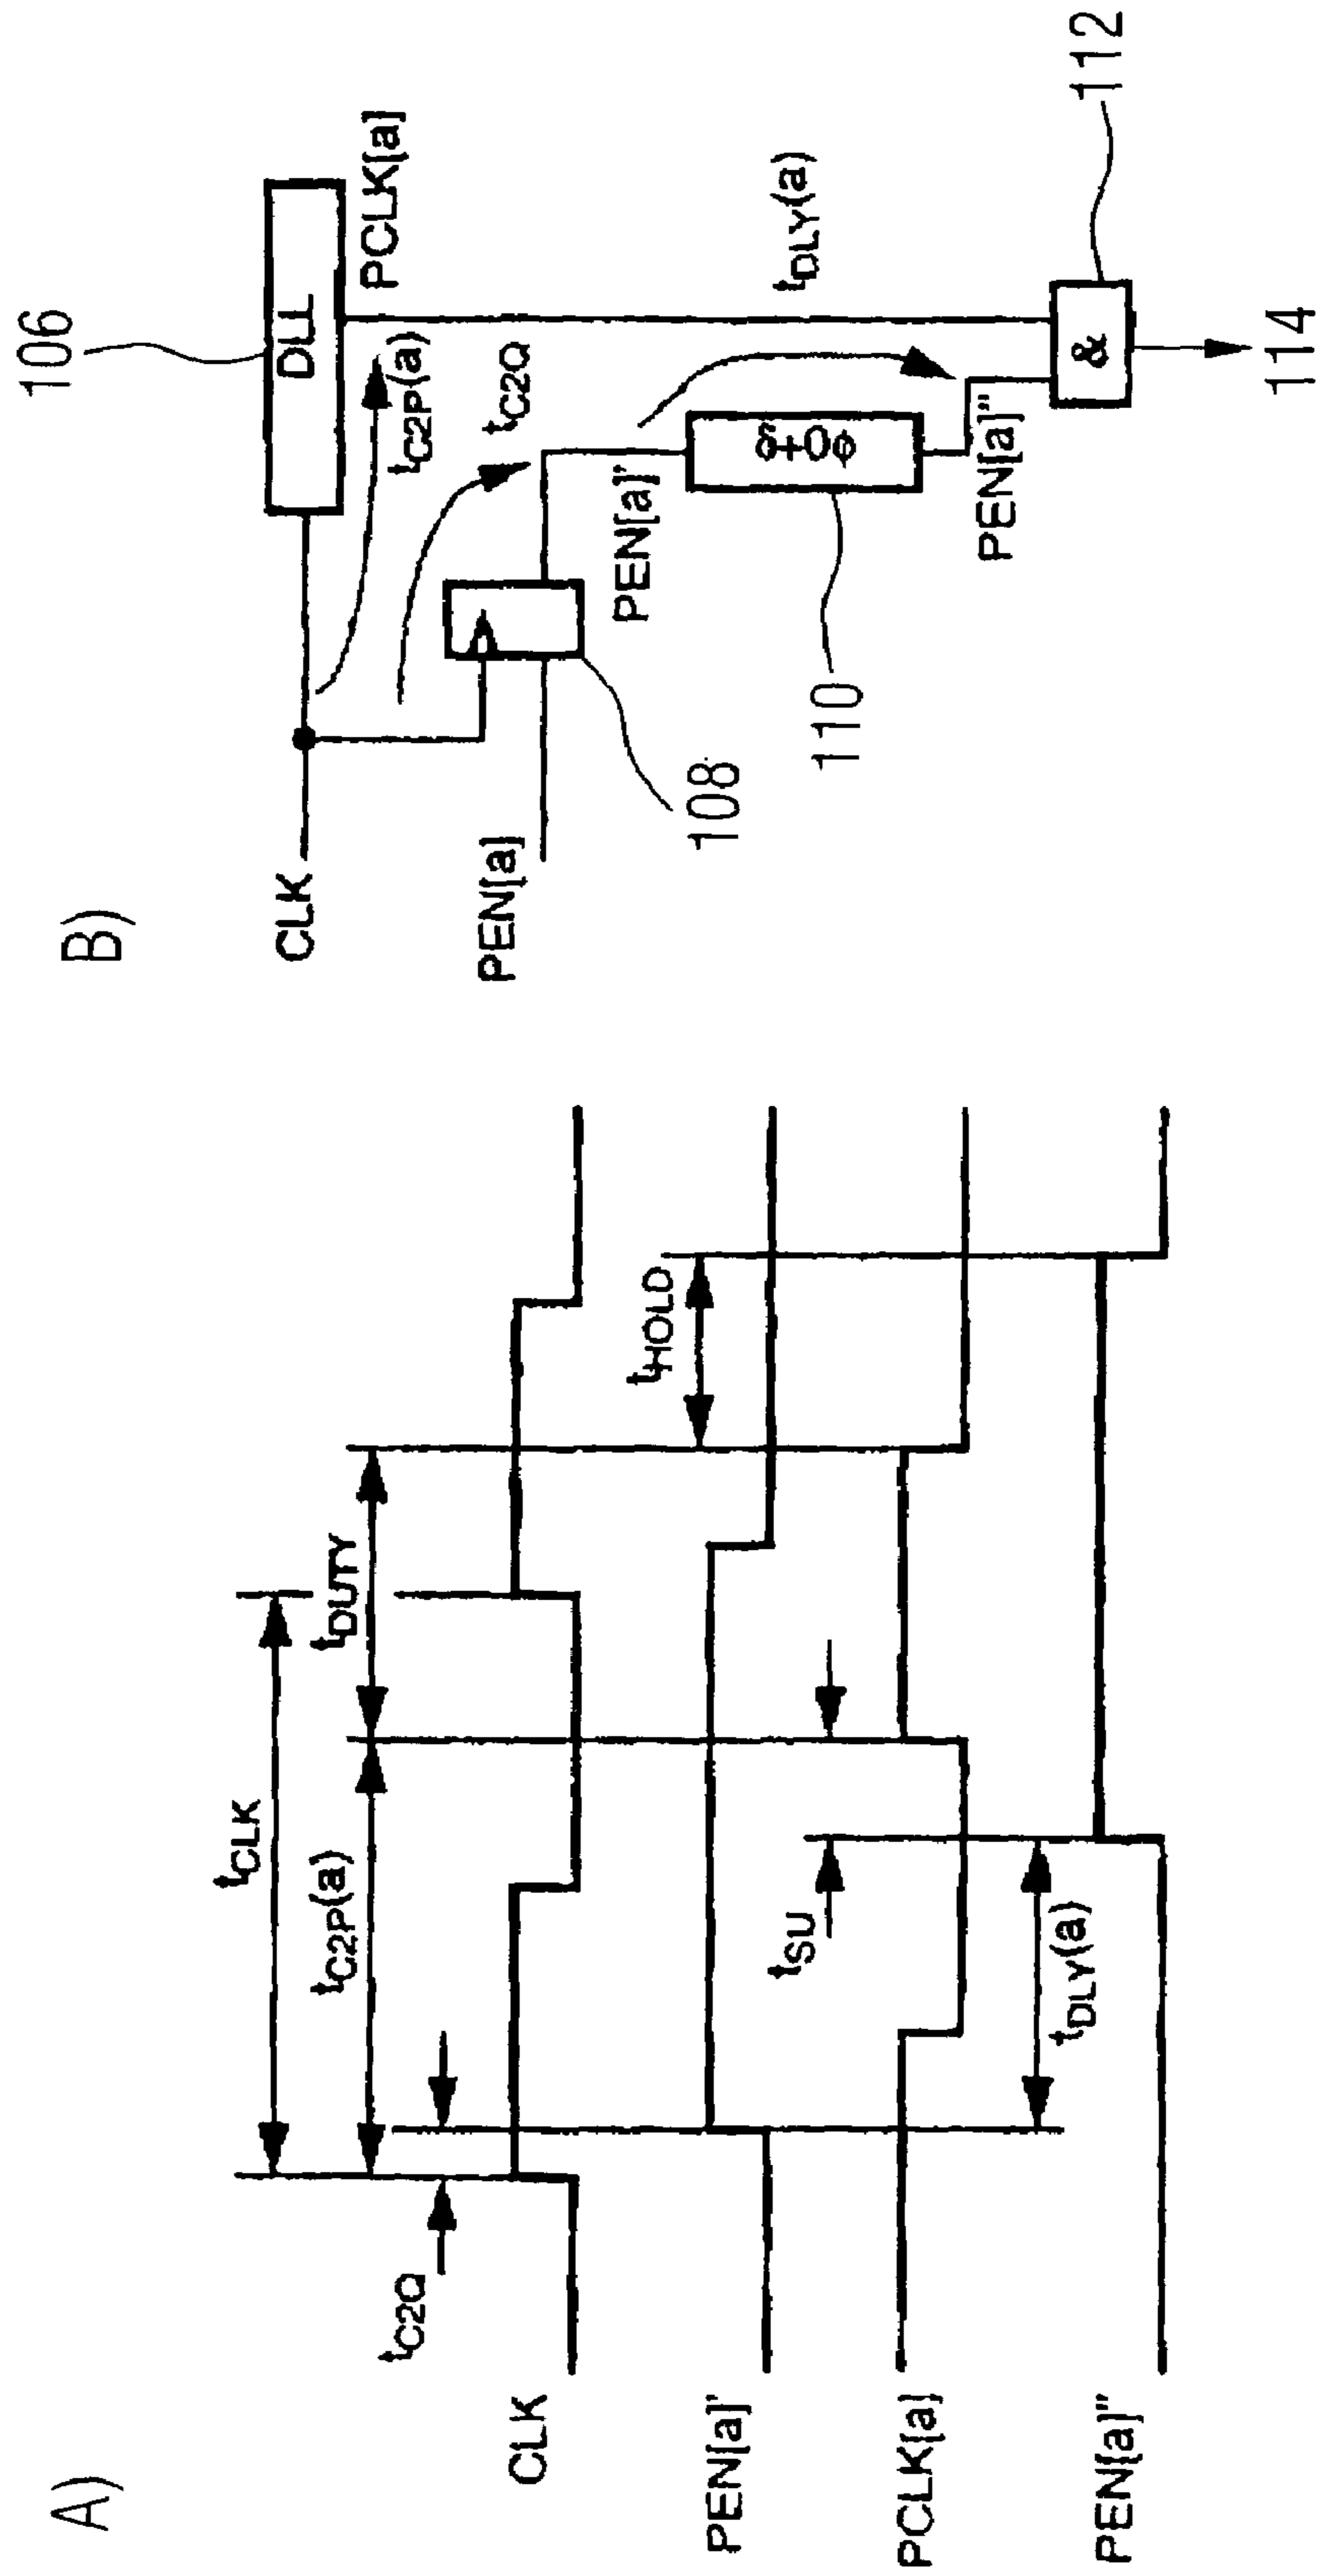 A)
tCLK
tC2P(a)
tDUTY
tC2Q
tHOLD
tSU
tDLY(a)
CLK
PEN[a]'
PCLK[a]
PEN[a]"
B)
106
DLL
CLK
PCLK[a]
tC2P(a)
tC2Q
PEN[a]
108
PEN[a]'
tDLY(a)
110
PEN[a]"
&
112
114